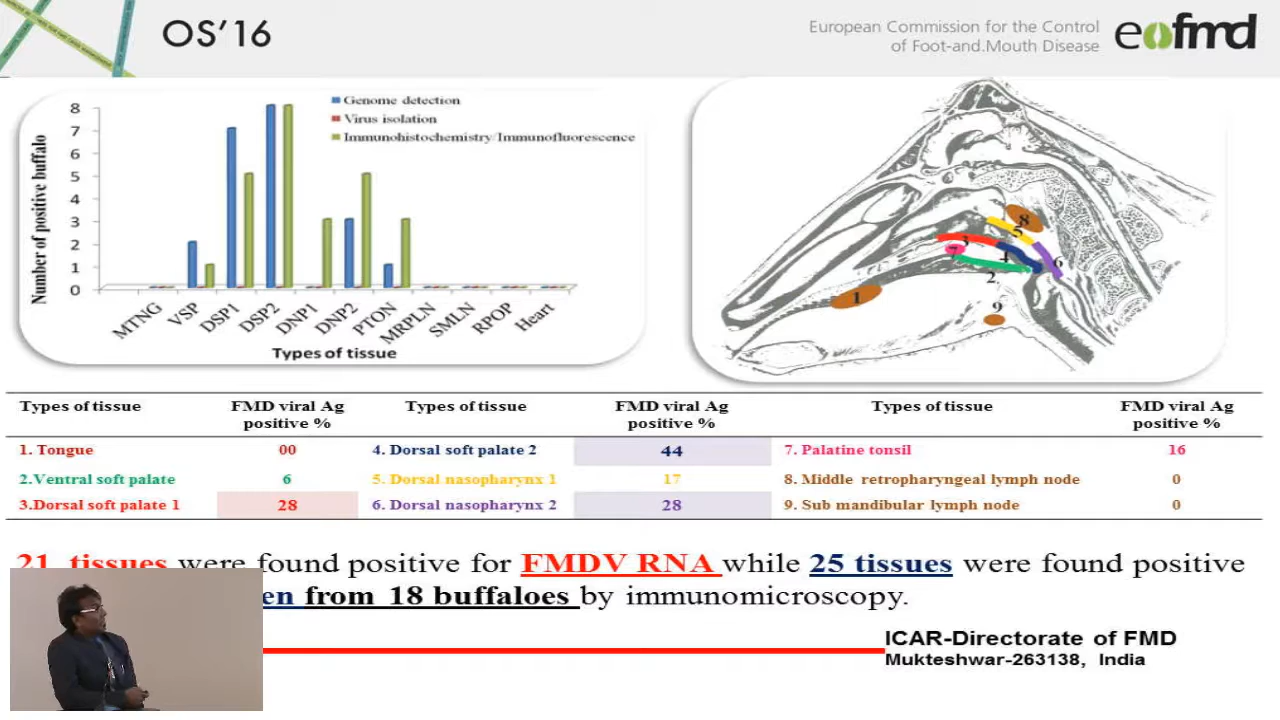 OS'16
European Commission for the Control
of Foot-and.Mouth Disease
eofmd
8
7
6
5
4
3
2
1
0
Number of positive buffalo
Genome detection
Virus isolation
Immunohistochemistry/Immunofluorescence
MTNG VSP DSP1 DSP2 DNP1 DNP2 PTON MRPLN SMLN RPOP Heart
Types of tissue
8
5
3
7
4
6
2
1
9
Types of tissue FMD viral Ag positive % Types of tissue FMD viral Ag positive % Types of tissue FMD viral Ag positive %
1. Tongue 00 4. Dorsal soft palate 2 44 7. Palatine tonsil 16
2.Ventral soft palate 6 5. Dorsal nasopharynx 1 17 8. Middle retropharyngeal lymph node 0
3.Dorsal soft palate 1 28 6. Dorsal nasopharynx 2 28 9. Sub mandibular lymph node 0
21 tissues were found positive for FMDV RNA while 25 tissues were found positive
from 18 buffaloes by immunomicroscopy.
ICAR-Directorate of FMD
Mukteshwar-263138, India